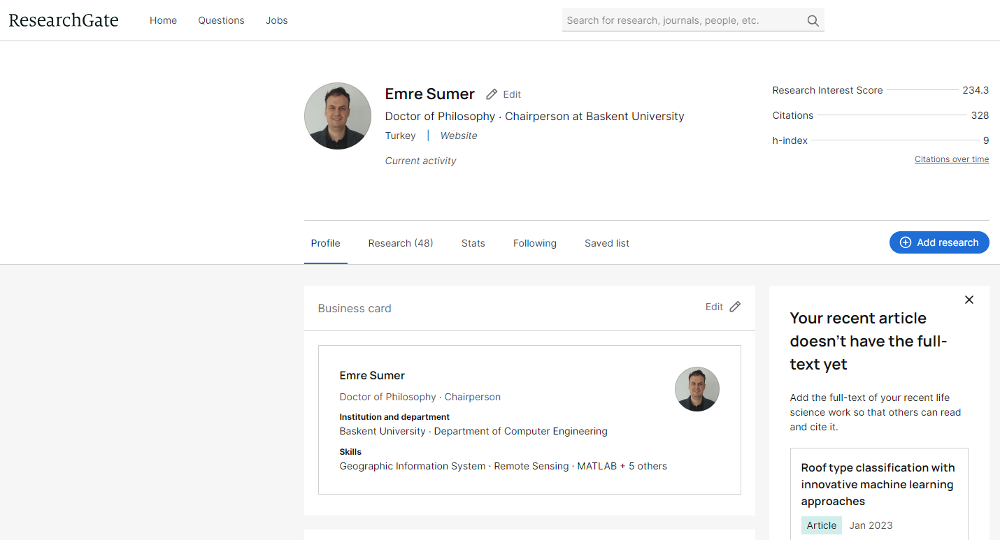 ResearchGate
Home
Questions
Jobs
Search for research, journals, people, etc.
Emre Sumer
Edit
Doctor of Philosophy · Chairperson at Baskent University
Turkey | Website
Current activity
Research Interest Score 234.3
Citations 328
h-index 9
Citations over time
Profile
Research (48)
Stats
Following
Saved list
Add research
Business card
Edit
Emre Sumer
Doctor of Philosophy · Chairperson
Institution and department
Baskent University · Department of Computer Engineering
Skills
Geographic Information System · Remote Sensing · MATLAB + 5 others
Your recent article
doesn't have the full-
text yet
Add the full-text of your recent life
science work so that others can read
and cite it.
Roof type classification with
innovative machine learning
approaches
Article Jan 2023